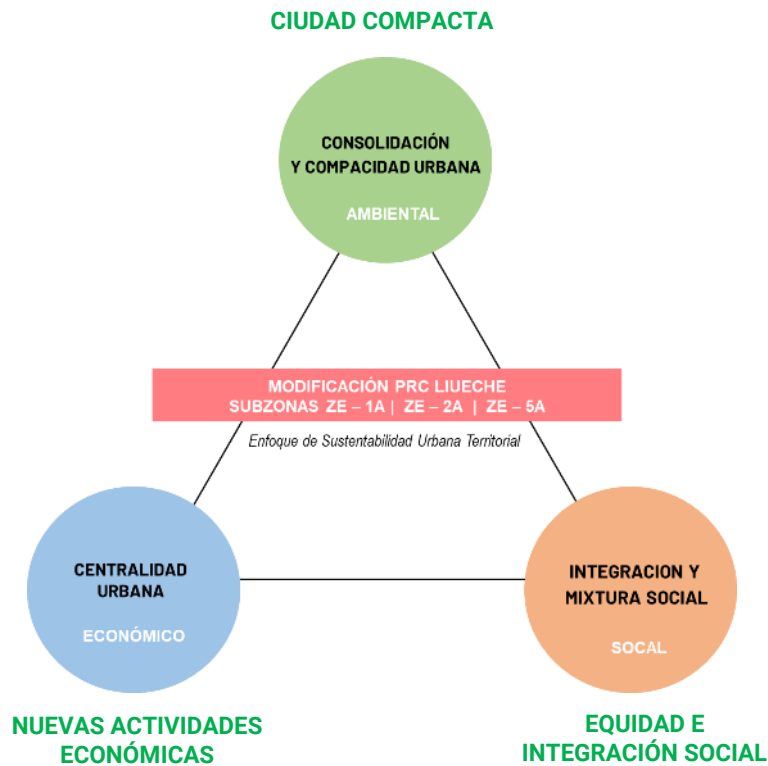 CIUDAD COMPACTA
CONSOLIDACIÓN
Y COMPACIDAD URBANA
AMBIENTAL
MODIFICACIÓN PRC LIUECHE
SUBZONAS ZE – 1A | ZE – 2A | ZE – 5A
Enfoque de Sustentabilidad Urbana Territorial
CENTRALIDAD
URBANA
ECONÓMICO
INTEGRACION Y
MIXTURA SOCIAL
SOCAL
NUEVAS ACTIVIDADES
ECONÓMICAS
EQUIDAD E
INTEGRACIÓN SOCIAL